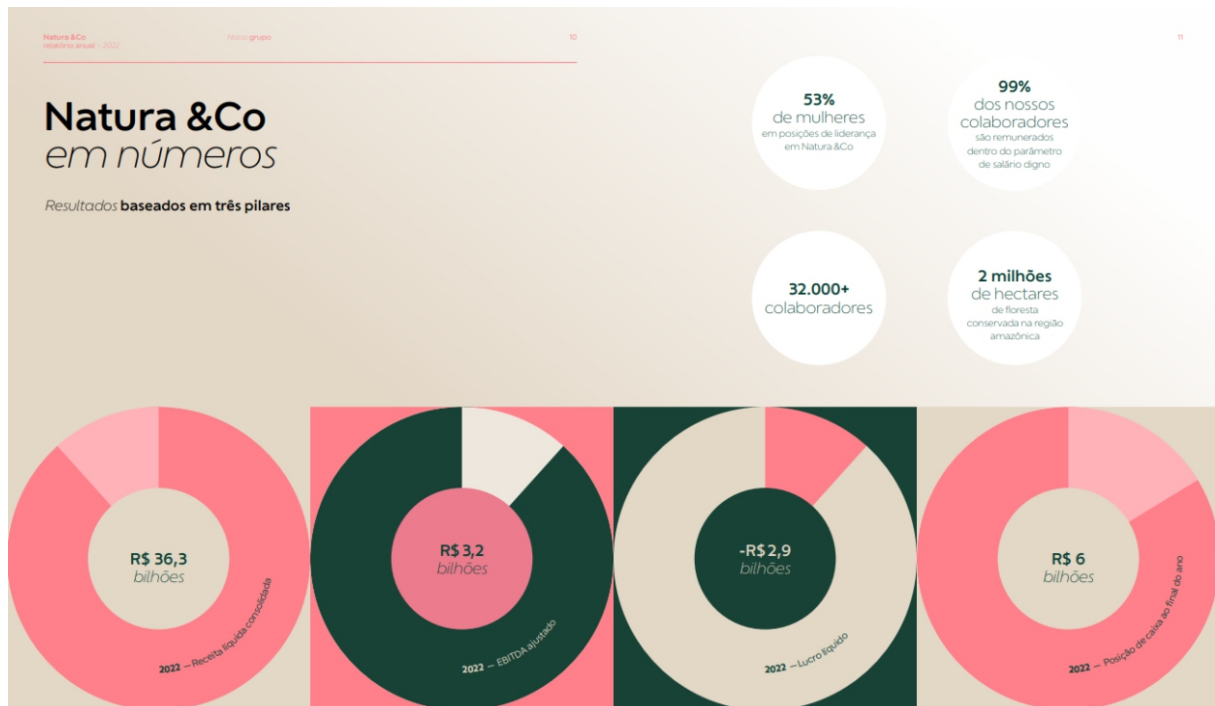 Natura &Co
relatório anual - 2022
Nosso grupo
10
11
Natura &Co
em números
Resultados baseados em três pilares
53%
de mulheres
em posições de liderança
em Natura &Co
99%
dos nossos
colaboradores
são remunerados
dentro do parâmetro
de salário digno
32.000+
colaboradores
2 milhões
de hectares
de floresta
conservada na região
amazônica
R$ 36,3
bilhões
2022 — Receita líquida consolidada
R$ 3,2
bilhões
2022 — EBITDA ajustado
-R$ 2,9
bilhões
2022 — Lucro líquido
R$ 6
bilhões
2022 — Posição de caixa ao final do ano